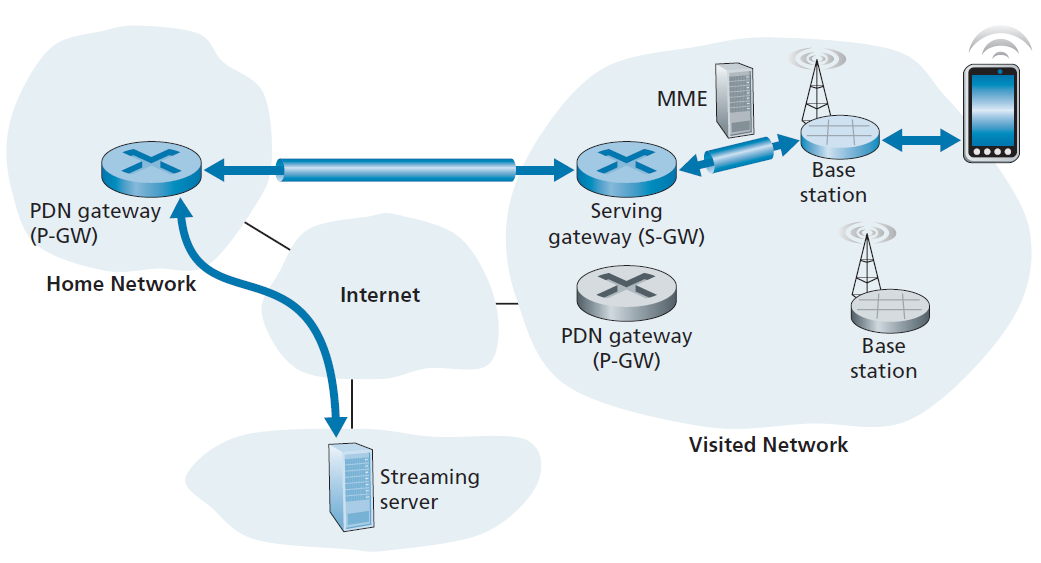 MME
Base
station
PDN gateway
(P-GW)
Serving
gateway (S-GW)
Home Network
Internet
PDN gateway
(P-GW)
Base
station
Visited Network
Streaming
server